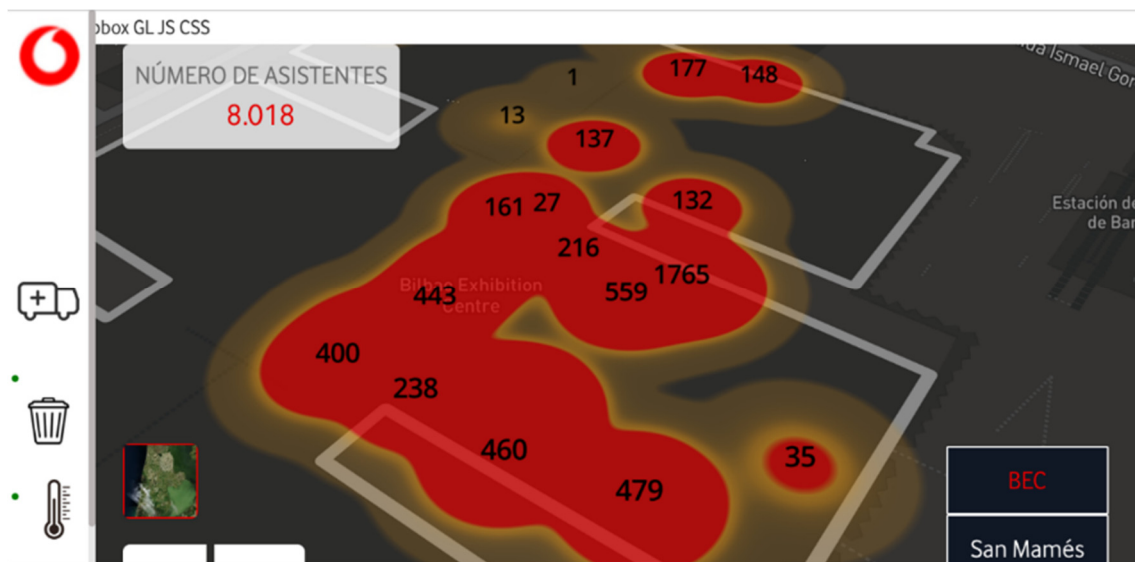 box GL JS CSS
NÚMERO DE ASISTENTES
8.018
1
177
148
13
137
161
27
132
216
1765
559
443
Bilbao Exhibition
Centre
400
238
460
479
35
Ismael Gor
Estación de
de Bar
BEC
San Mamés